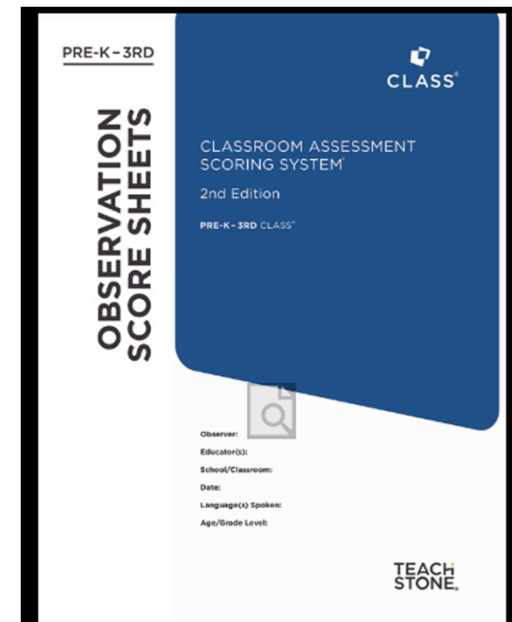 PRE-K–3RD
OBSERVATION
SCORE SHEETS
CLASS®
CLASSROOM ASSESSMENT
SCORING SYSTEM®
2nd Edition
PRE-K–3RD CLASS®
Observer:
Educator(s):
School/Classroom:
Date:
Language(s) Spoken:
Age/Grade Level:
TEACH
STONE®